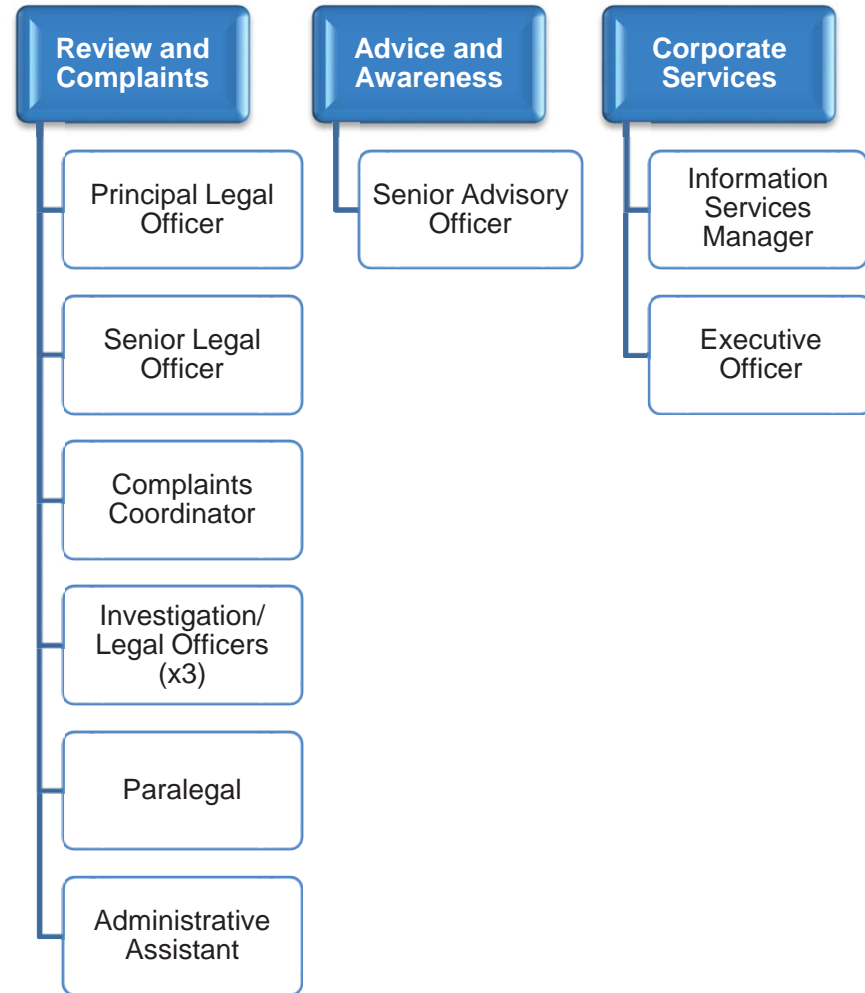 Review and
Complaints
Principal Legal
Officer
Senior Legal
Officer
Complaints
Coordinator
Investigation/
Legal Officers
(x3)
Paralegal
Administrative
Assistant
Advice and
Awareness
Senior Advisory
Officer
Corporate
Services
Information
Services
Manager
Executive
Officer